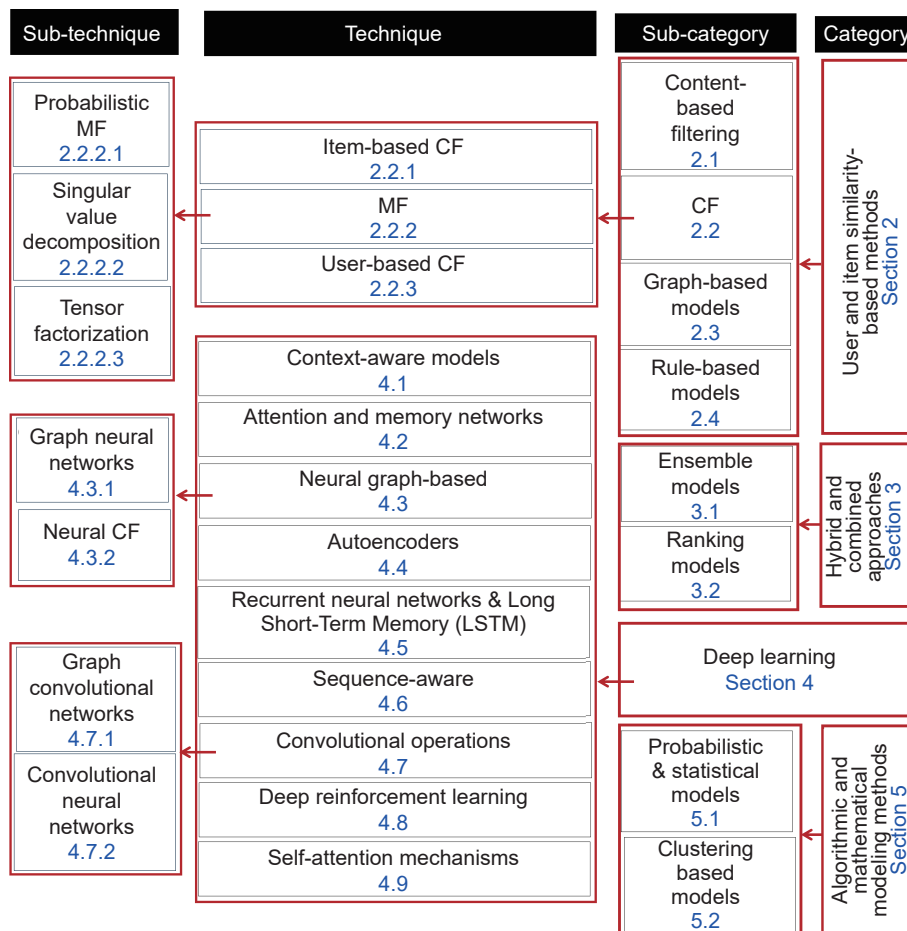 Sub-technique
Technique
Sub-category
Category
Probabilistic
MF
2.2.2.1
Singular
value
decomposition
2.2.2.2
Tensor
factorization
2.2.2.3
Graph neural
networks
4.3.1
Neural CF
4.3.2
Graph
convolutional
networks
4.7.1
Convolutional
neural
networks
4.7.2
Item-based CF
2.2.1
MF
2.2.2
User-based CF
2.2.3
Context-aware models
4.1
Attention and memory networks
4.2
Neural graph-based
4.3
Autoencoders
4.4
Recurrent neural networks & Long
Short-Term Memory (LSTM)
4.5
Sequence-aware
4.6
Convolutional operations
4.7
Deep reinforcement learning
4.8
Self-attention mechanisms
4.9
Content-
based
filtering
2.1
CF
2.2
Graph-based
models
2.3
Rule-based
models
2.4
Ensemble
models
3.1
Ranking
models
3.2
Deep learning
Section 4
Probabilistic
& statistical
models
5.1
Clustering
based
models
5.2
User and item similarity-
based methods
Section 2
Hybrid and
combined
approaches
Section 3
Algorithmic and
mathematical
modeling methods
Section 5